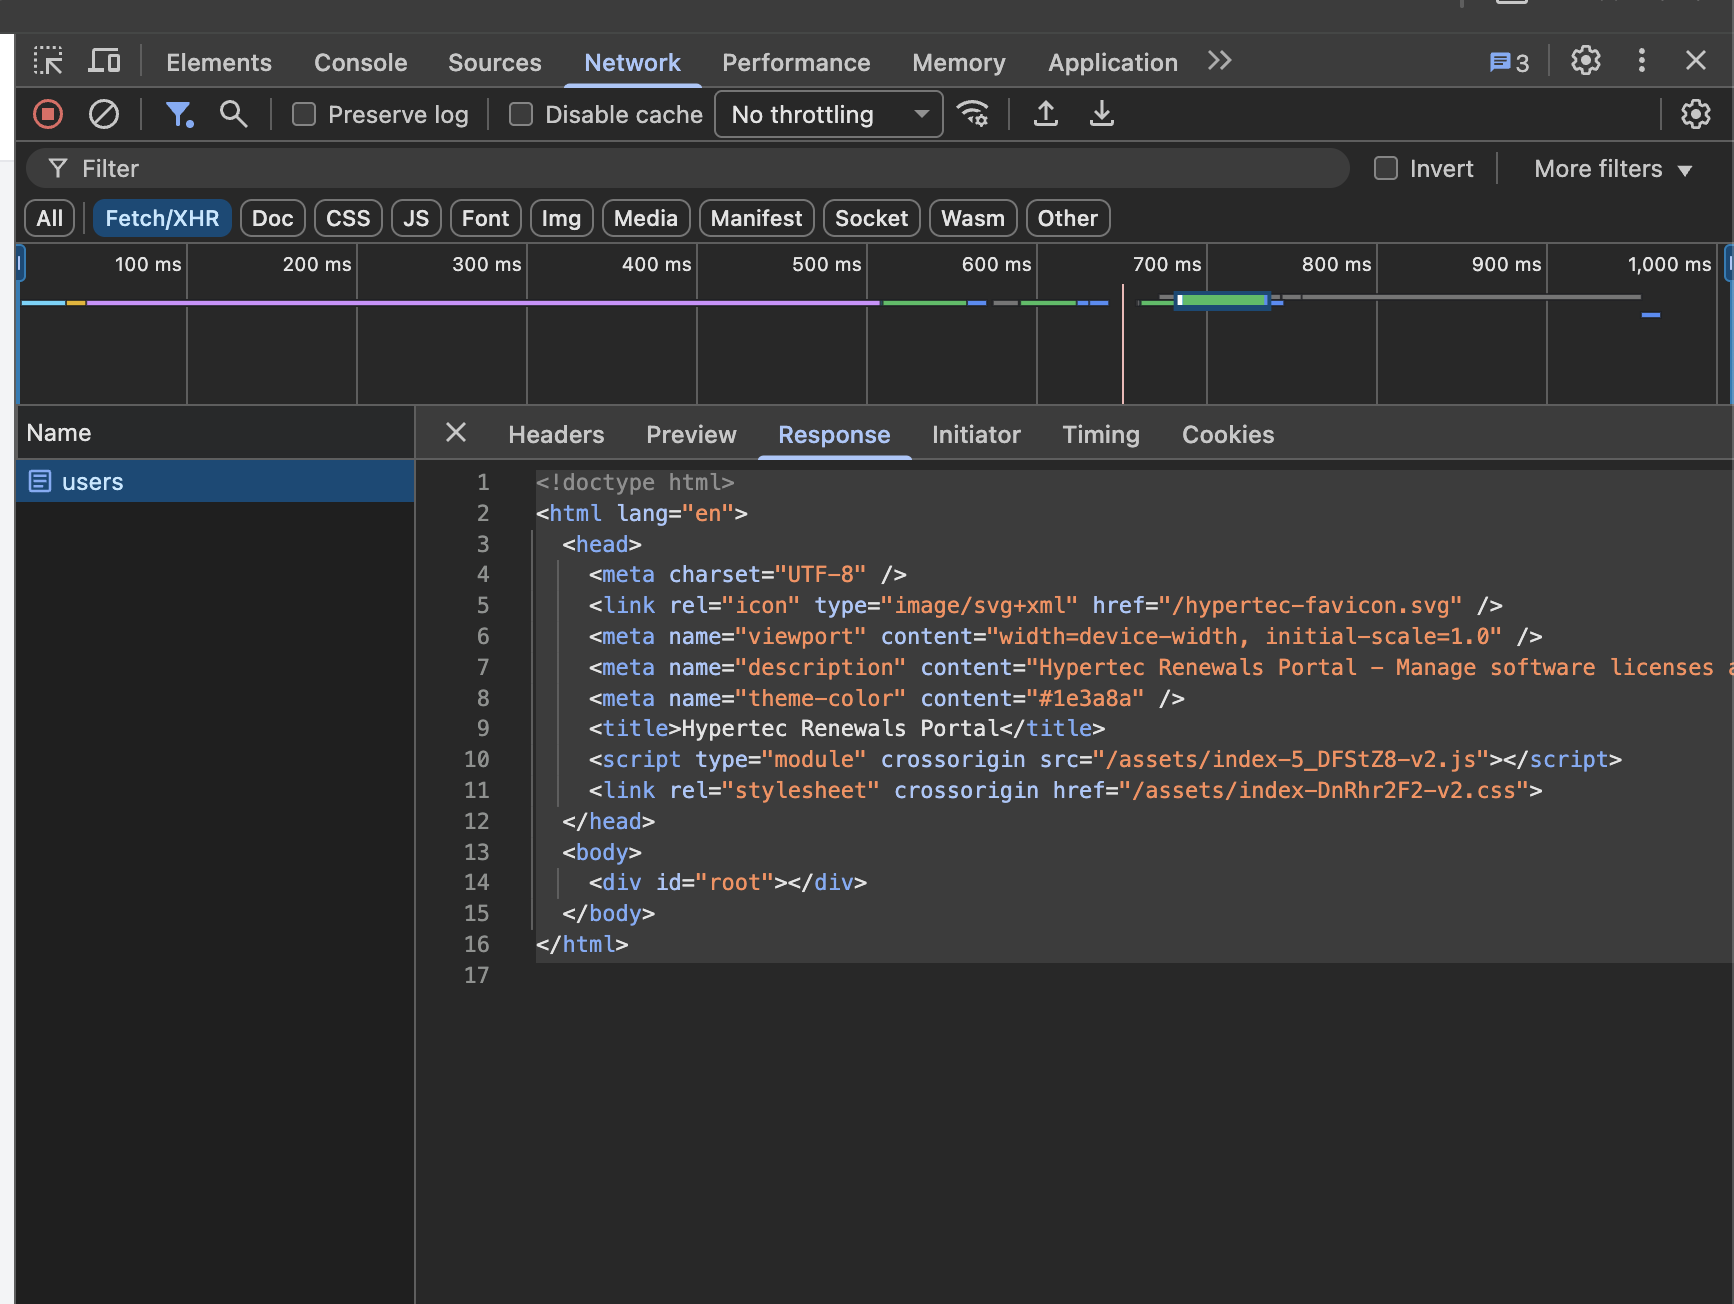 Elements Console Sources Network Performance Memory Application 3
Preserve log Disable cache No throttling
Filter Invert More filters
All Fetch/XHR Doc CSS JS Font Img Media Manifest Socket Wasm Other
100 ms 200 ms 300 ms 400 ms 500 ms 600 ms 700 ms 800 ms 900 ms 1,000 ms
Name
users
Headers Preview Response Initiator Timing Cookies
1 <!doctype html>
2 <html lang="en">
3 <head>
4 <meta charset="UTF-8" />
5 <link rel="icon" type="image/svg+xml" href="/hypertec-favicon.svg" />
6 <meta name="viewport" content="width=device-width, initial-scale=1.0" />
7 <meta name="description" content="Hypertec Renewals Portal - Manage software licenses
8 <meta name="theme-color" content="#1e3a8a" />
9 <title>Hypertec Renewals Portal</title>
10 <script type="module" crossorigin src="/assets/index-5_DFStZ8-v2.js"></script>
11 <link rel="stylesheet" crossorigin href="/assets/index-DnRhr2F2-v2.css">
12 </head>
13 <body>
14 <div id="root"></div>
15 </body>
16 </html>
17